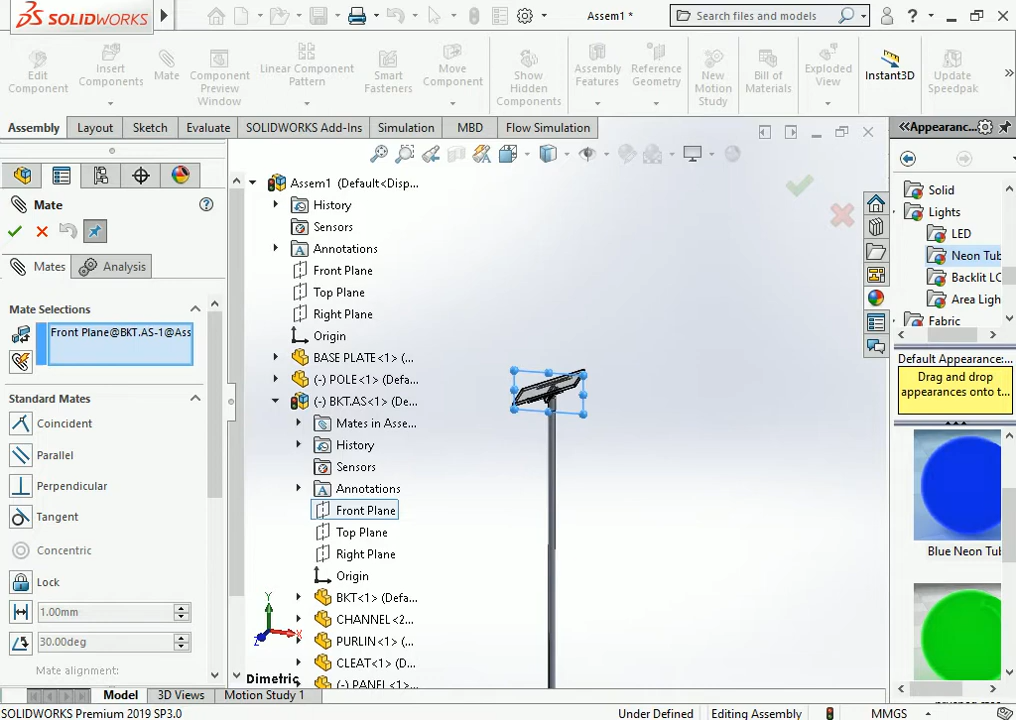 SOLIDWORKS
Assem1 *
Search files and models
Edit Component
Insert Components
Mate
Component Preview Window
Linear Component Pattern
Smart Fasteners
Move Component
Show Hidden Components
Assembly Features
Reference Geometry
New Motion Study
Bill of Materials
Exploded View
Instant3D
Update Speedpak
Assembly
Layout
Sketch
Evaluate
SOLIDWORKS Add-Ins
Simulation
MBD
Flow Simulation
Appearanc...
Mate
Mates
Analysis
Mate Selections
Front Plane@BKT.AS-1@Ass
Standard Mates
Coincident
Parallel
Perpendicular
Tangent
Concentric
Lock
1.00mm
30.00deg
Mate alignment:
Assem1 (Default<Disp...
History
Sensors
Annotations
Front Plane
Top Plane
Right Plane
Origin
BASE PLATE<1> (...
(-) POLE<1> (Defa...
(-) BKT.AS<1> (De...
Mates in Asse...
History
Sensors
Annotations
Front Plane
Top Plane
Right Plane
Origin
BKT<1> (Defa...
CHANNEL<2...
PURLIN<1> (...
CLEAT<1> (D...
(-) PANEL<1>...
Y
X
Z
Dimetric
Solid
Lights
LED
Neon Tub
Backlit LC
Area Ligh
Fabric
Default Appearance:...
Drag and drop
appearances onto t...
Blue Neon Tub
Model
3D Views
Motion Study 1
SOLIDWORKS Premium 2019 SP3.0
Under Defined
Editing Assembly
MMGS